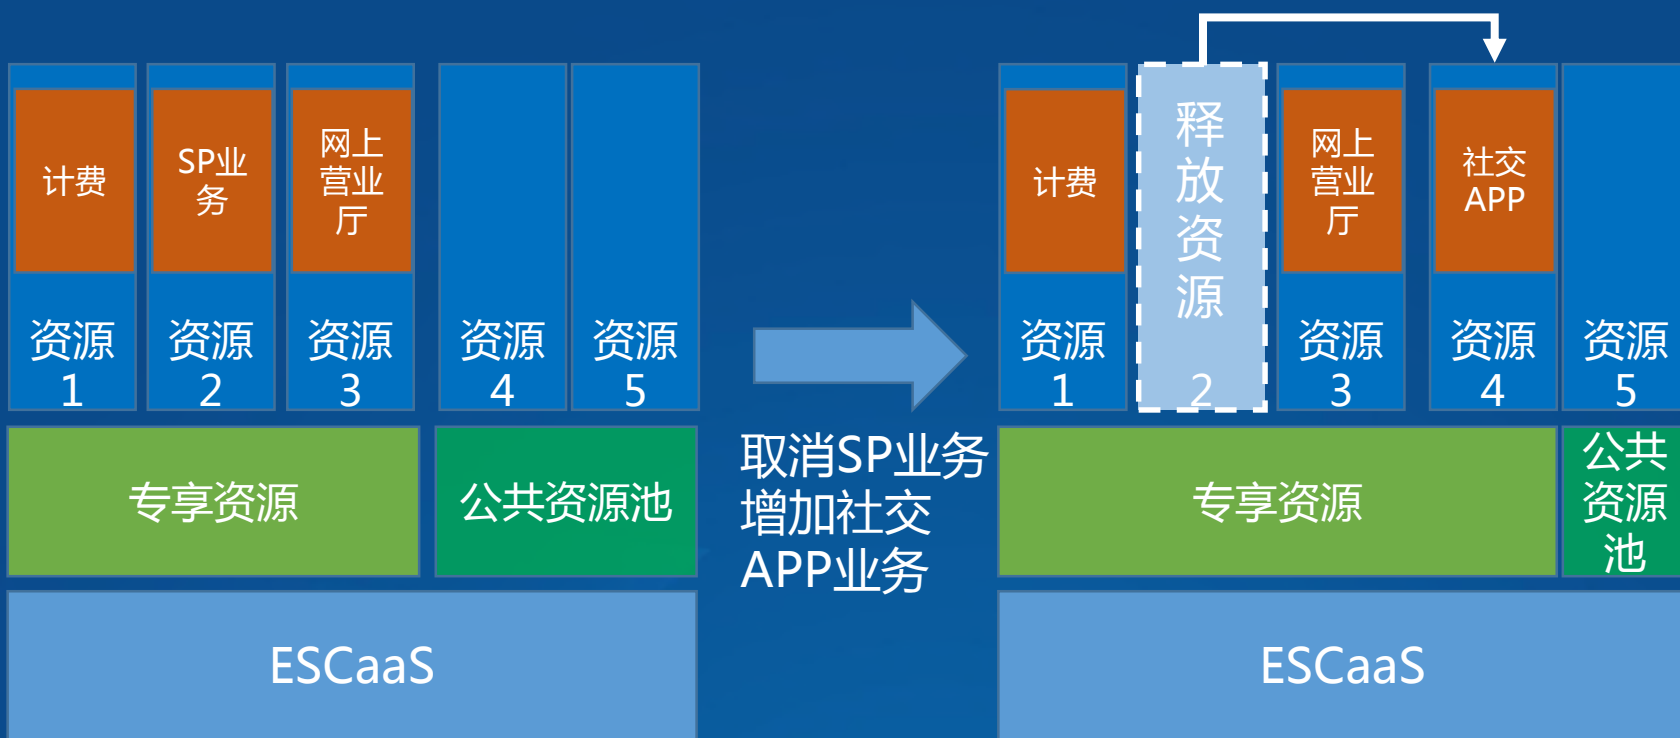 计费
SP业
务
网上
营业
厅
资源
1
资源
2
资源
3
资源
4
资源
5
专享资源
公共资源池
ESCaaS
取消SP业务
增加社交
APP业务
计费
释
放
资
源
2
网上
营业
厅
社交
APP
资源
1
资源
3
资源
4
资源
5
专享资源
公共
资源
池
ESCaaS